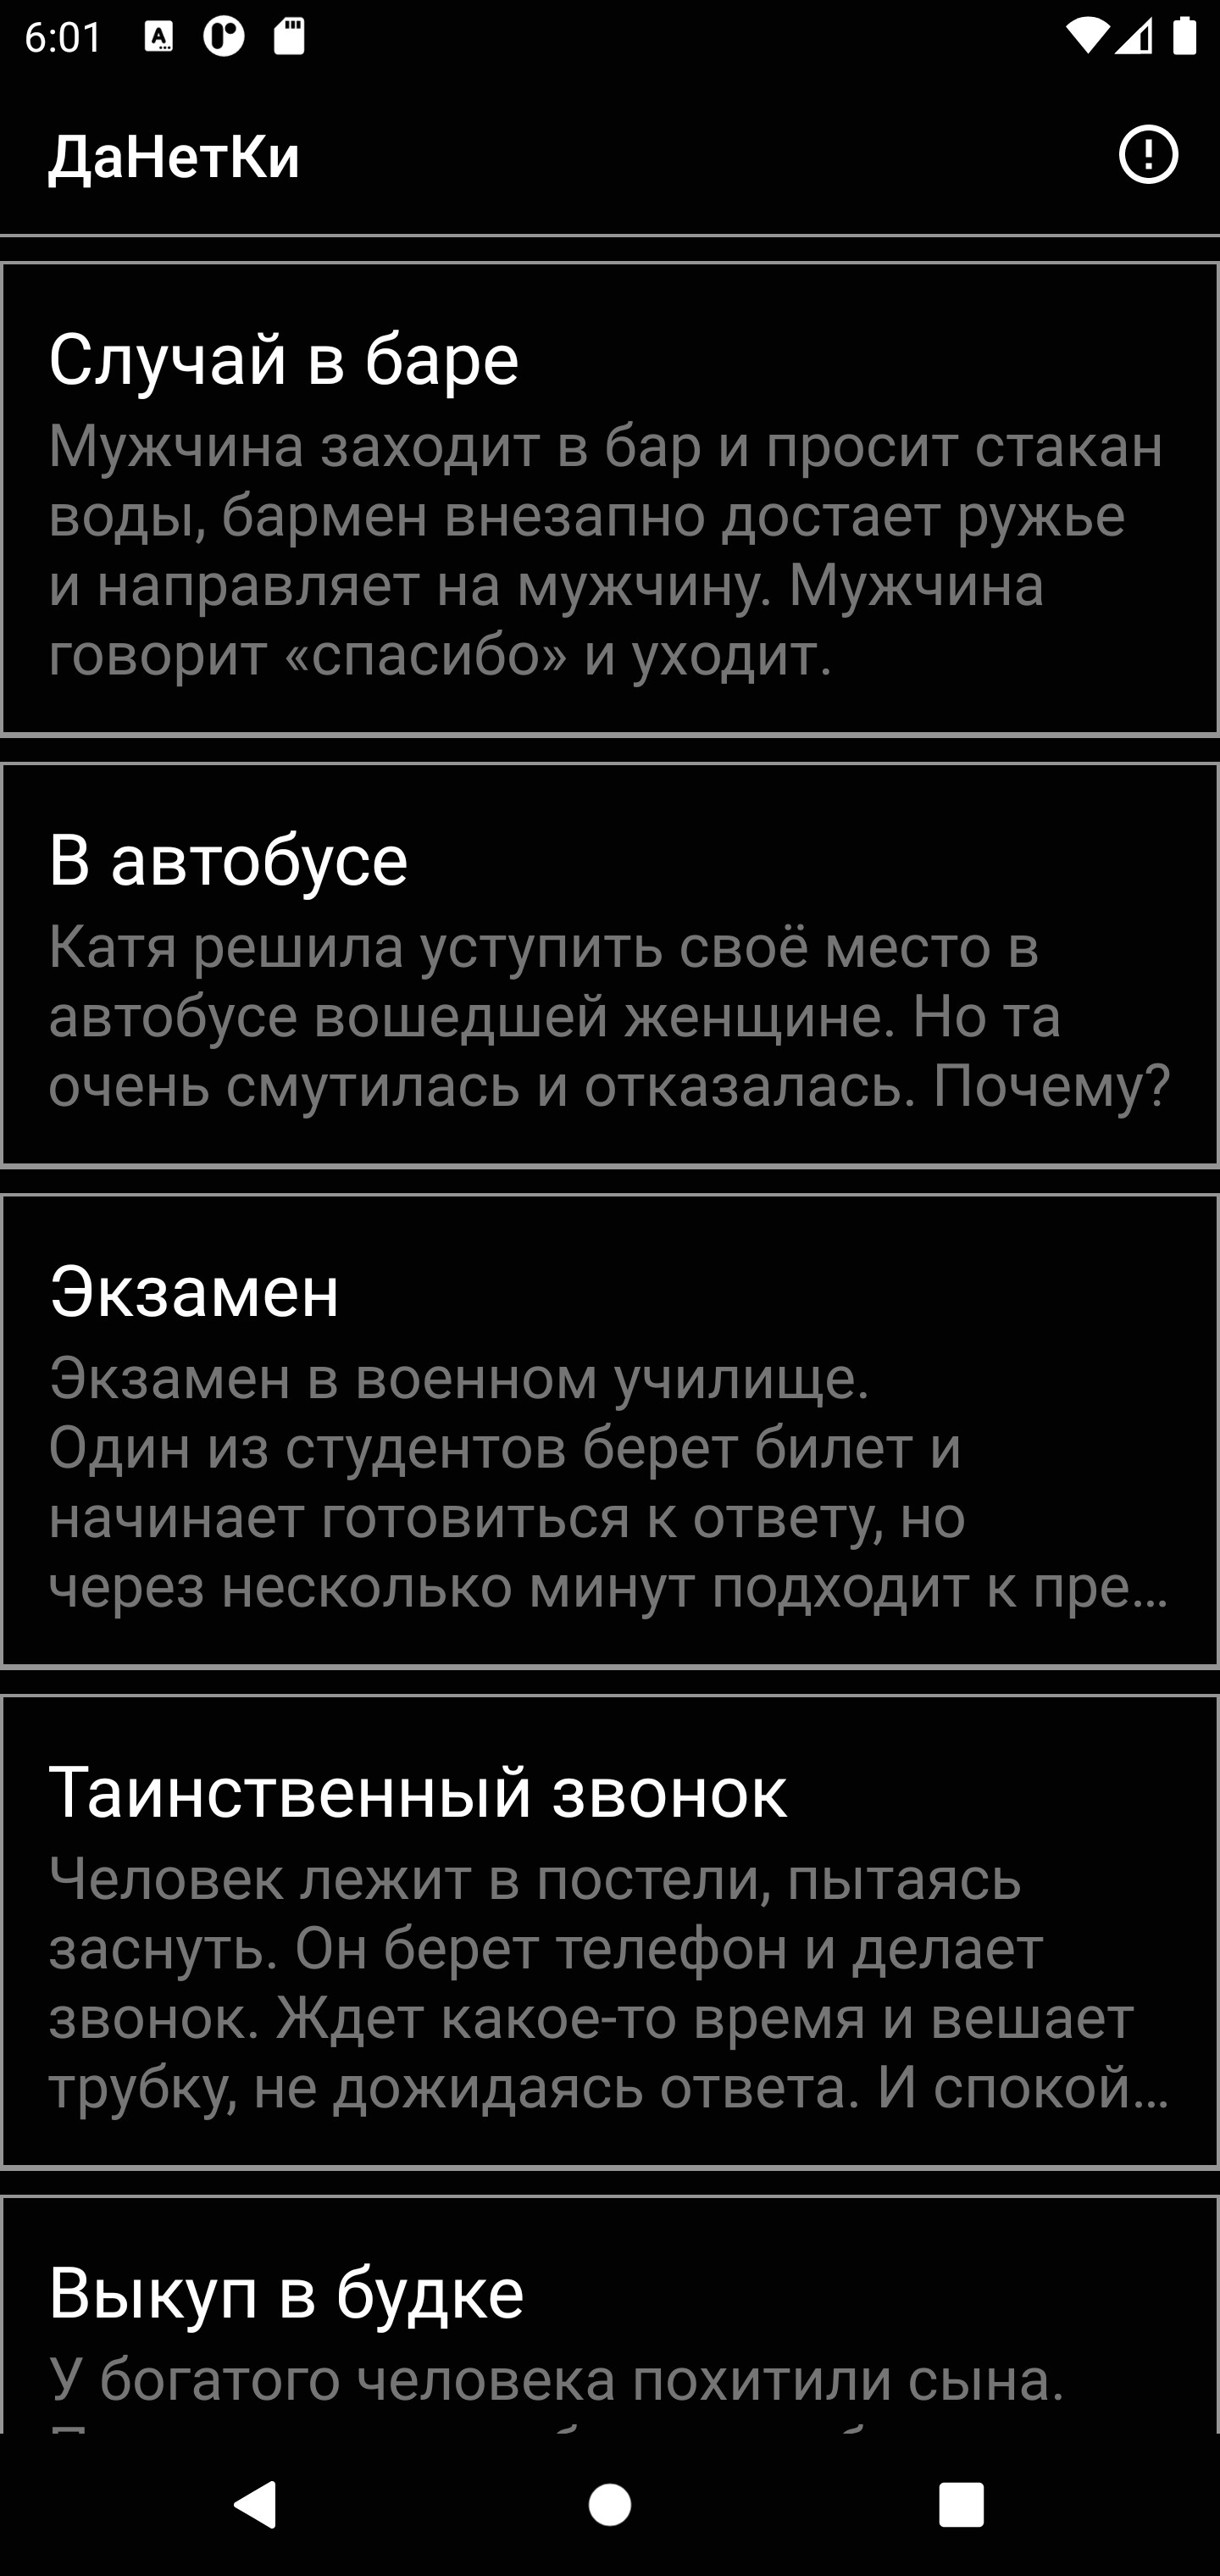 6:01
ДаНетКи
Случай в баре
Мужчина заходит в бар и просит стакан
воды, бармен внезапно достает ружье
и направляет на мужчину. Мужчина
говорит «спасибо» и уходит.
В автобусе
Катя решила уступить своё место в
автобусе вошедшей женщине. Но та
очень смутилась и отказалась. Почему?
Экзамен
Экзамен в военном училище.
Один из студентов берет билет и
начинает готовиться к ответу, но
через несколько минут подходит к пре…
Таинственный звонок
Человек лежит в постели, пытаясь
заснуть. Он берет телефон и делает
звонок. Ждет какое-то время и вешает
трубку, не дожидаясь ответа. И спокой…
Выкуп в будке
У богатого человека похитили сына.